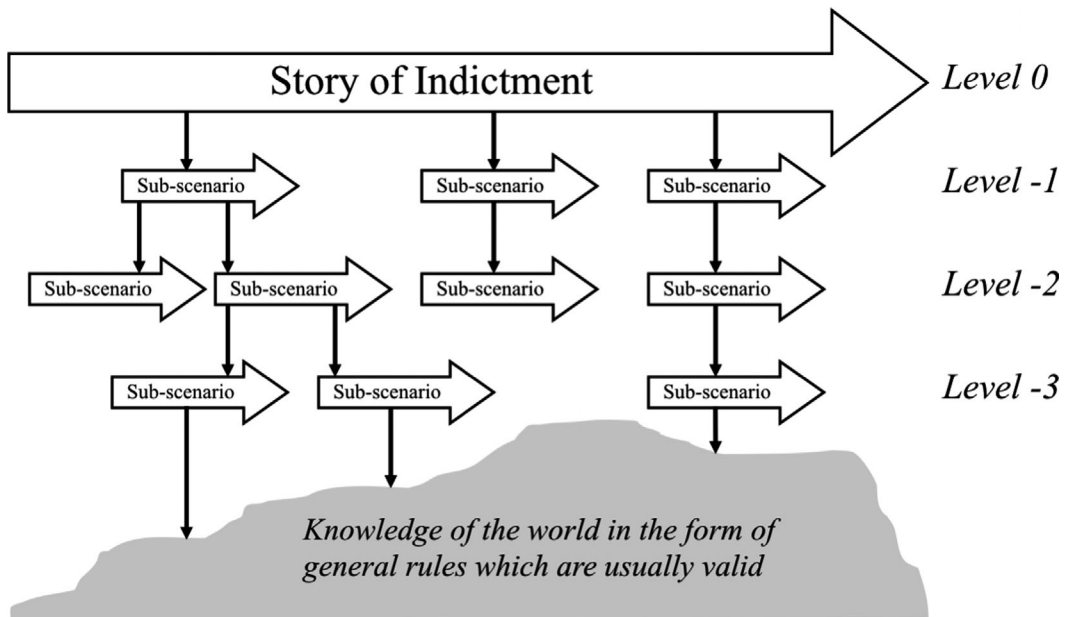 Story of Indictment
Level 0
Sub-scenario
Sub-scenario
Sub-scenario
Level -1
Sub-scenario
Sub-scenario
Sub-scenario
Sub-scenario
Level -2
Sub-scenario
Sub-scenario
Sub-scenario
Level -3
Knowledge of the world in the form of
general rules which are usually valid